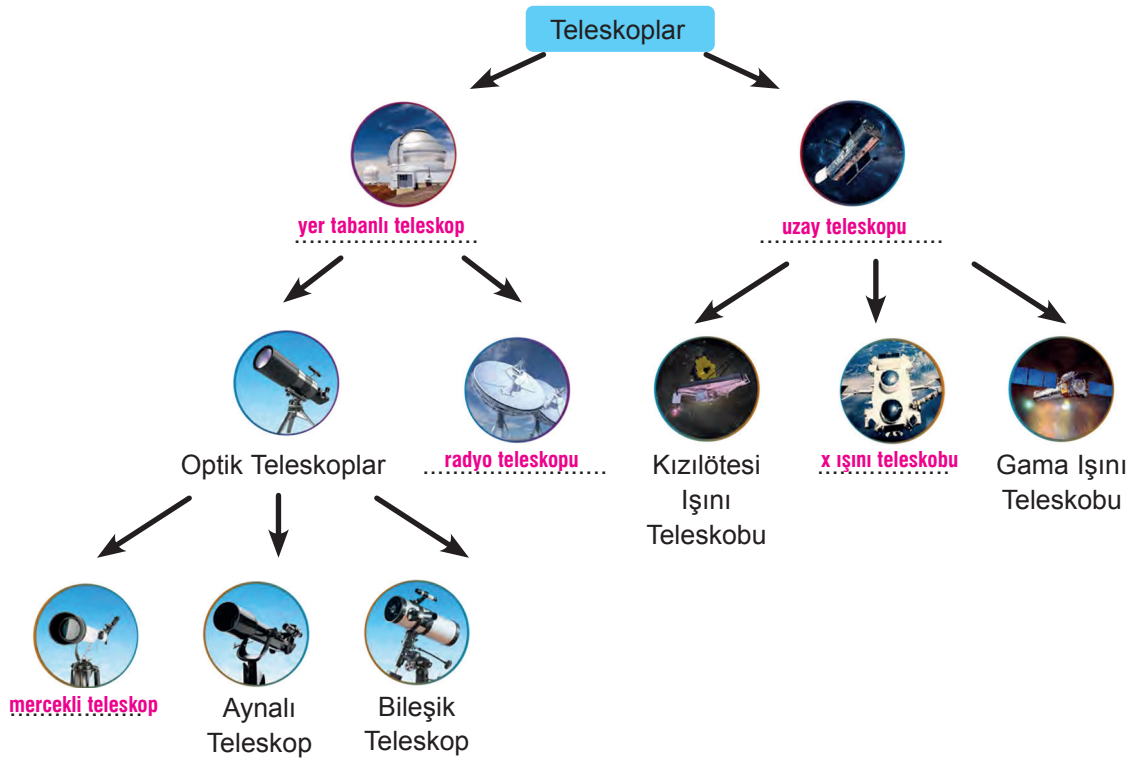 Teleskoplar
yer tabanlı teleskop
uzay teleskopu
Optik Teleskoplar
radyo teleskopu
Kızılötesi
Işını
Teleskobu
x ışını teleskobu
Gama Işını
Teleskobu
mercekli teleskop
Aynalı
Teleskop
Bileşik
Teleskop